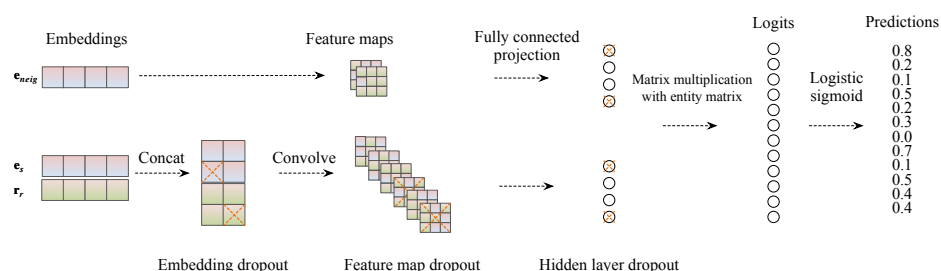 Embeddings
Feature maps
Fully connected
projection
Logits
Predictions
e_neig
Matrix multiplication
with entity matrix
Logistic
sigmoid
0.8
0.2
0.1
0.5
0.2
0.3
0.0
0.7
0.1
0.5
0.4
0.4
e_s
r_r
Concat
Convolve
Embedding dropout
Feature map dropout
Hidden layer dropout